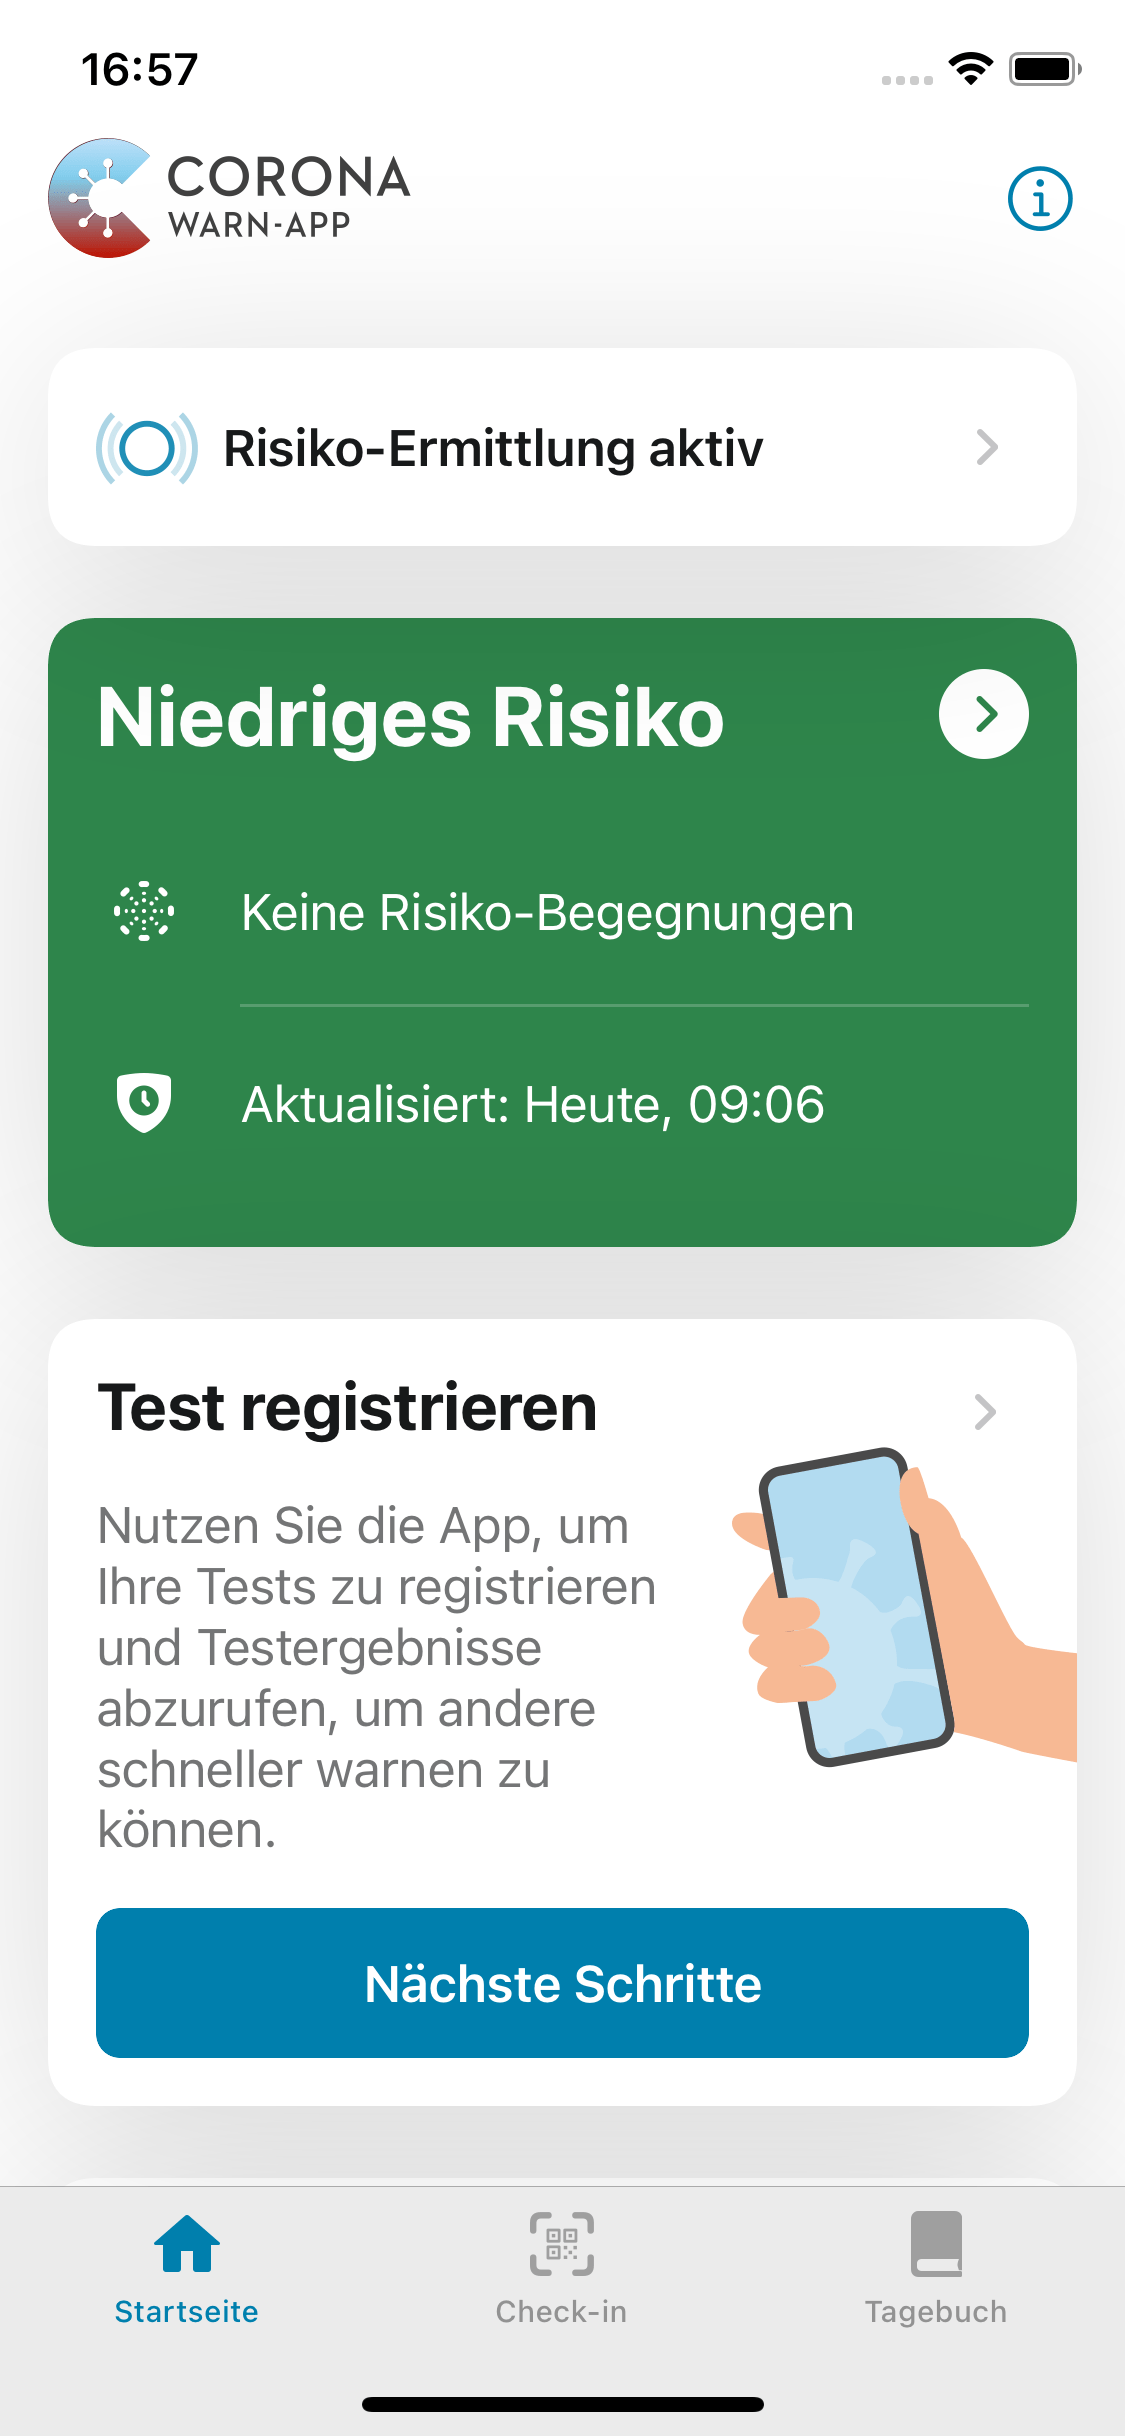 16:57
CORONA
WARN-APP
Risiko-Ermittlung aktiv
Niedriges Risiko
Keine Risiko-Begegnungen
Aktualisiert: Heute, 09:06
Test registrieren
Nutzen Sie die App, um
Ihre Tests zu registrieren
und Testergebnisse
abzurufen, um andere
schneller warnen zu
können.
Nächste Schritte
Startseite
Check-in
Tagebuch